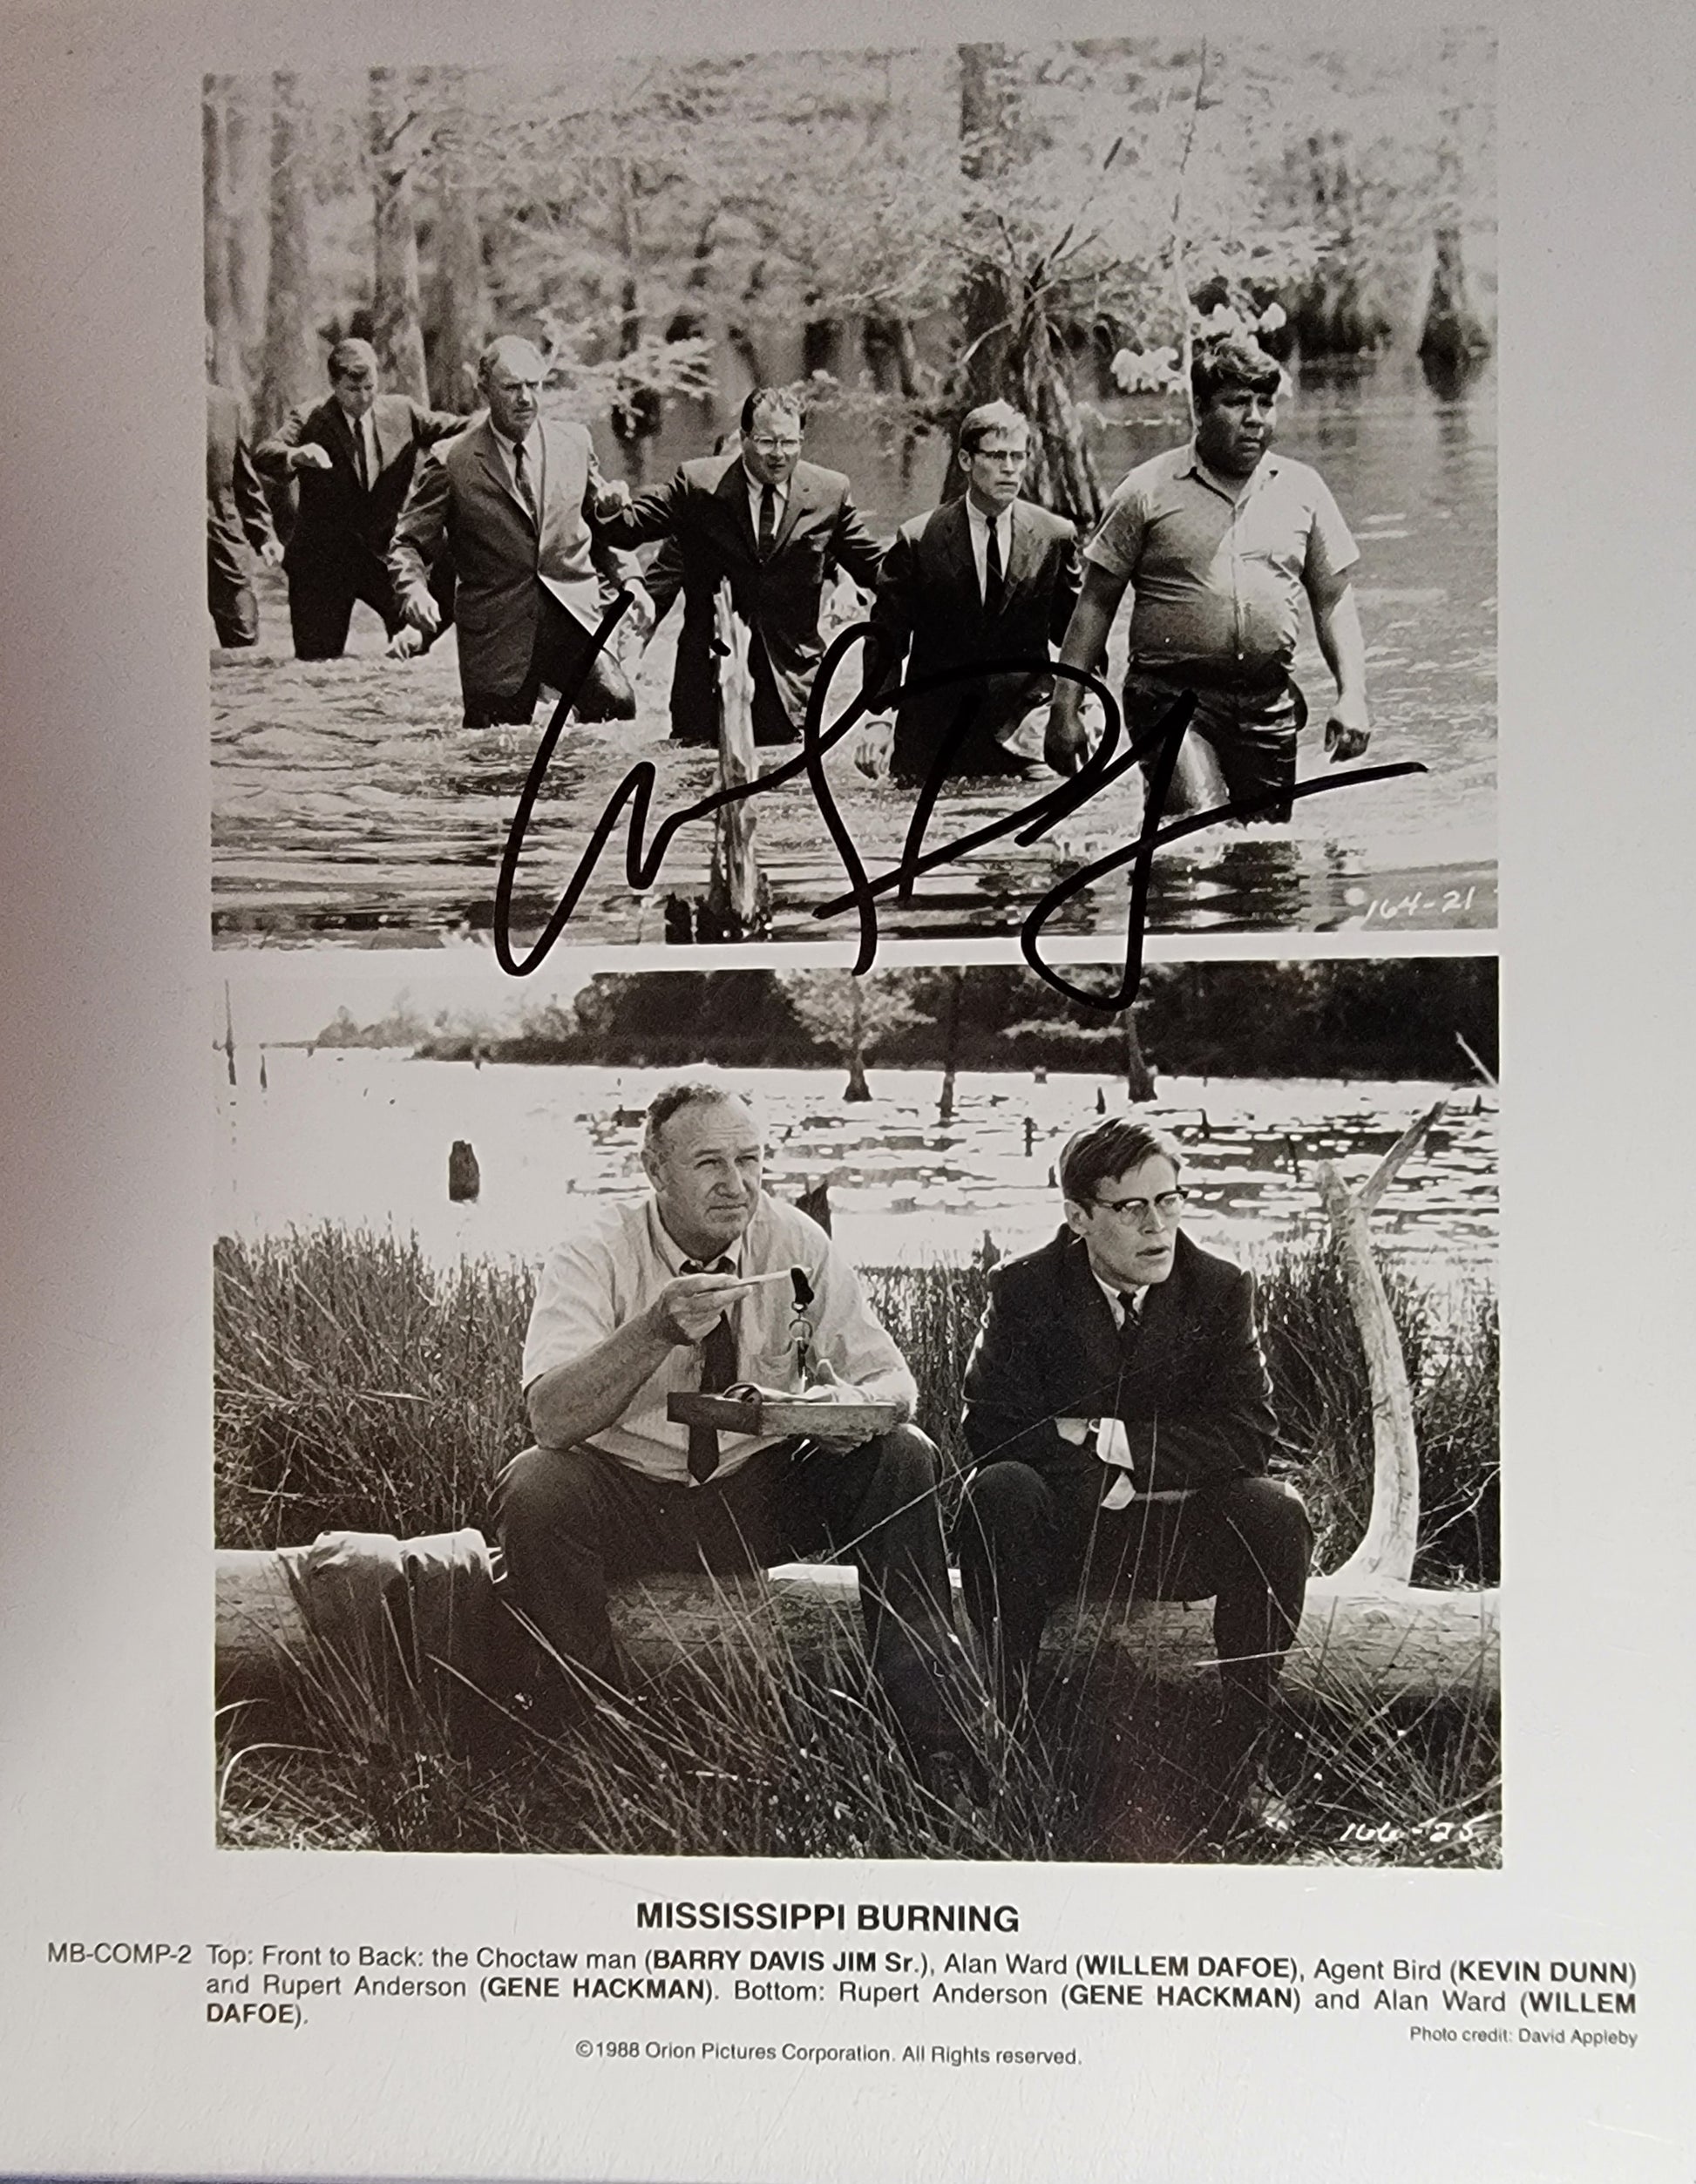 164-21
166-25
MISSISSIPPI BURNING
MB-COMP-2 Top: Front to Back: the Choctaw man (BARRY DAVIS JIM Sr.), Alan Ward (WILLEM DAFOE), Agent Bird (KEVIN DUNN)
and Rupert Anderson (GENE HACKMAN). Bottom: Rupert Anderson (GENE HACKMAN) and Alan Ward (WILLEM
DAFOE).
Photo credit: David Appleby
©1988 Orion Pictures Corporation. All Rights reserved.